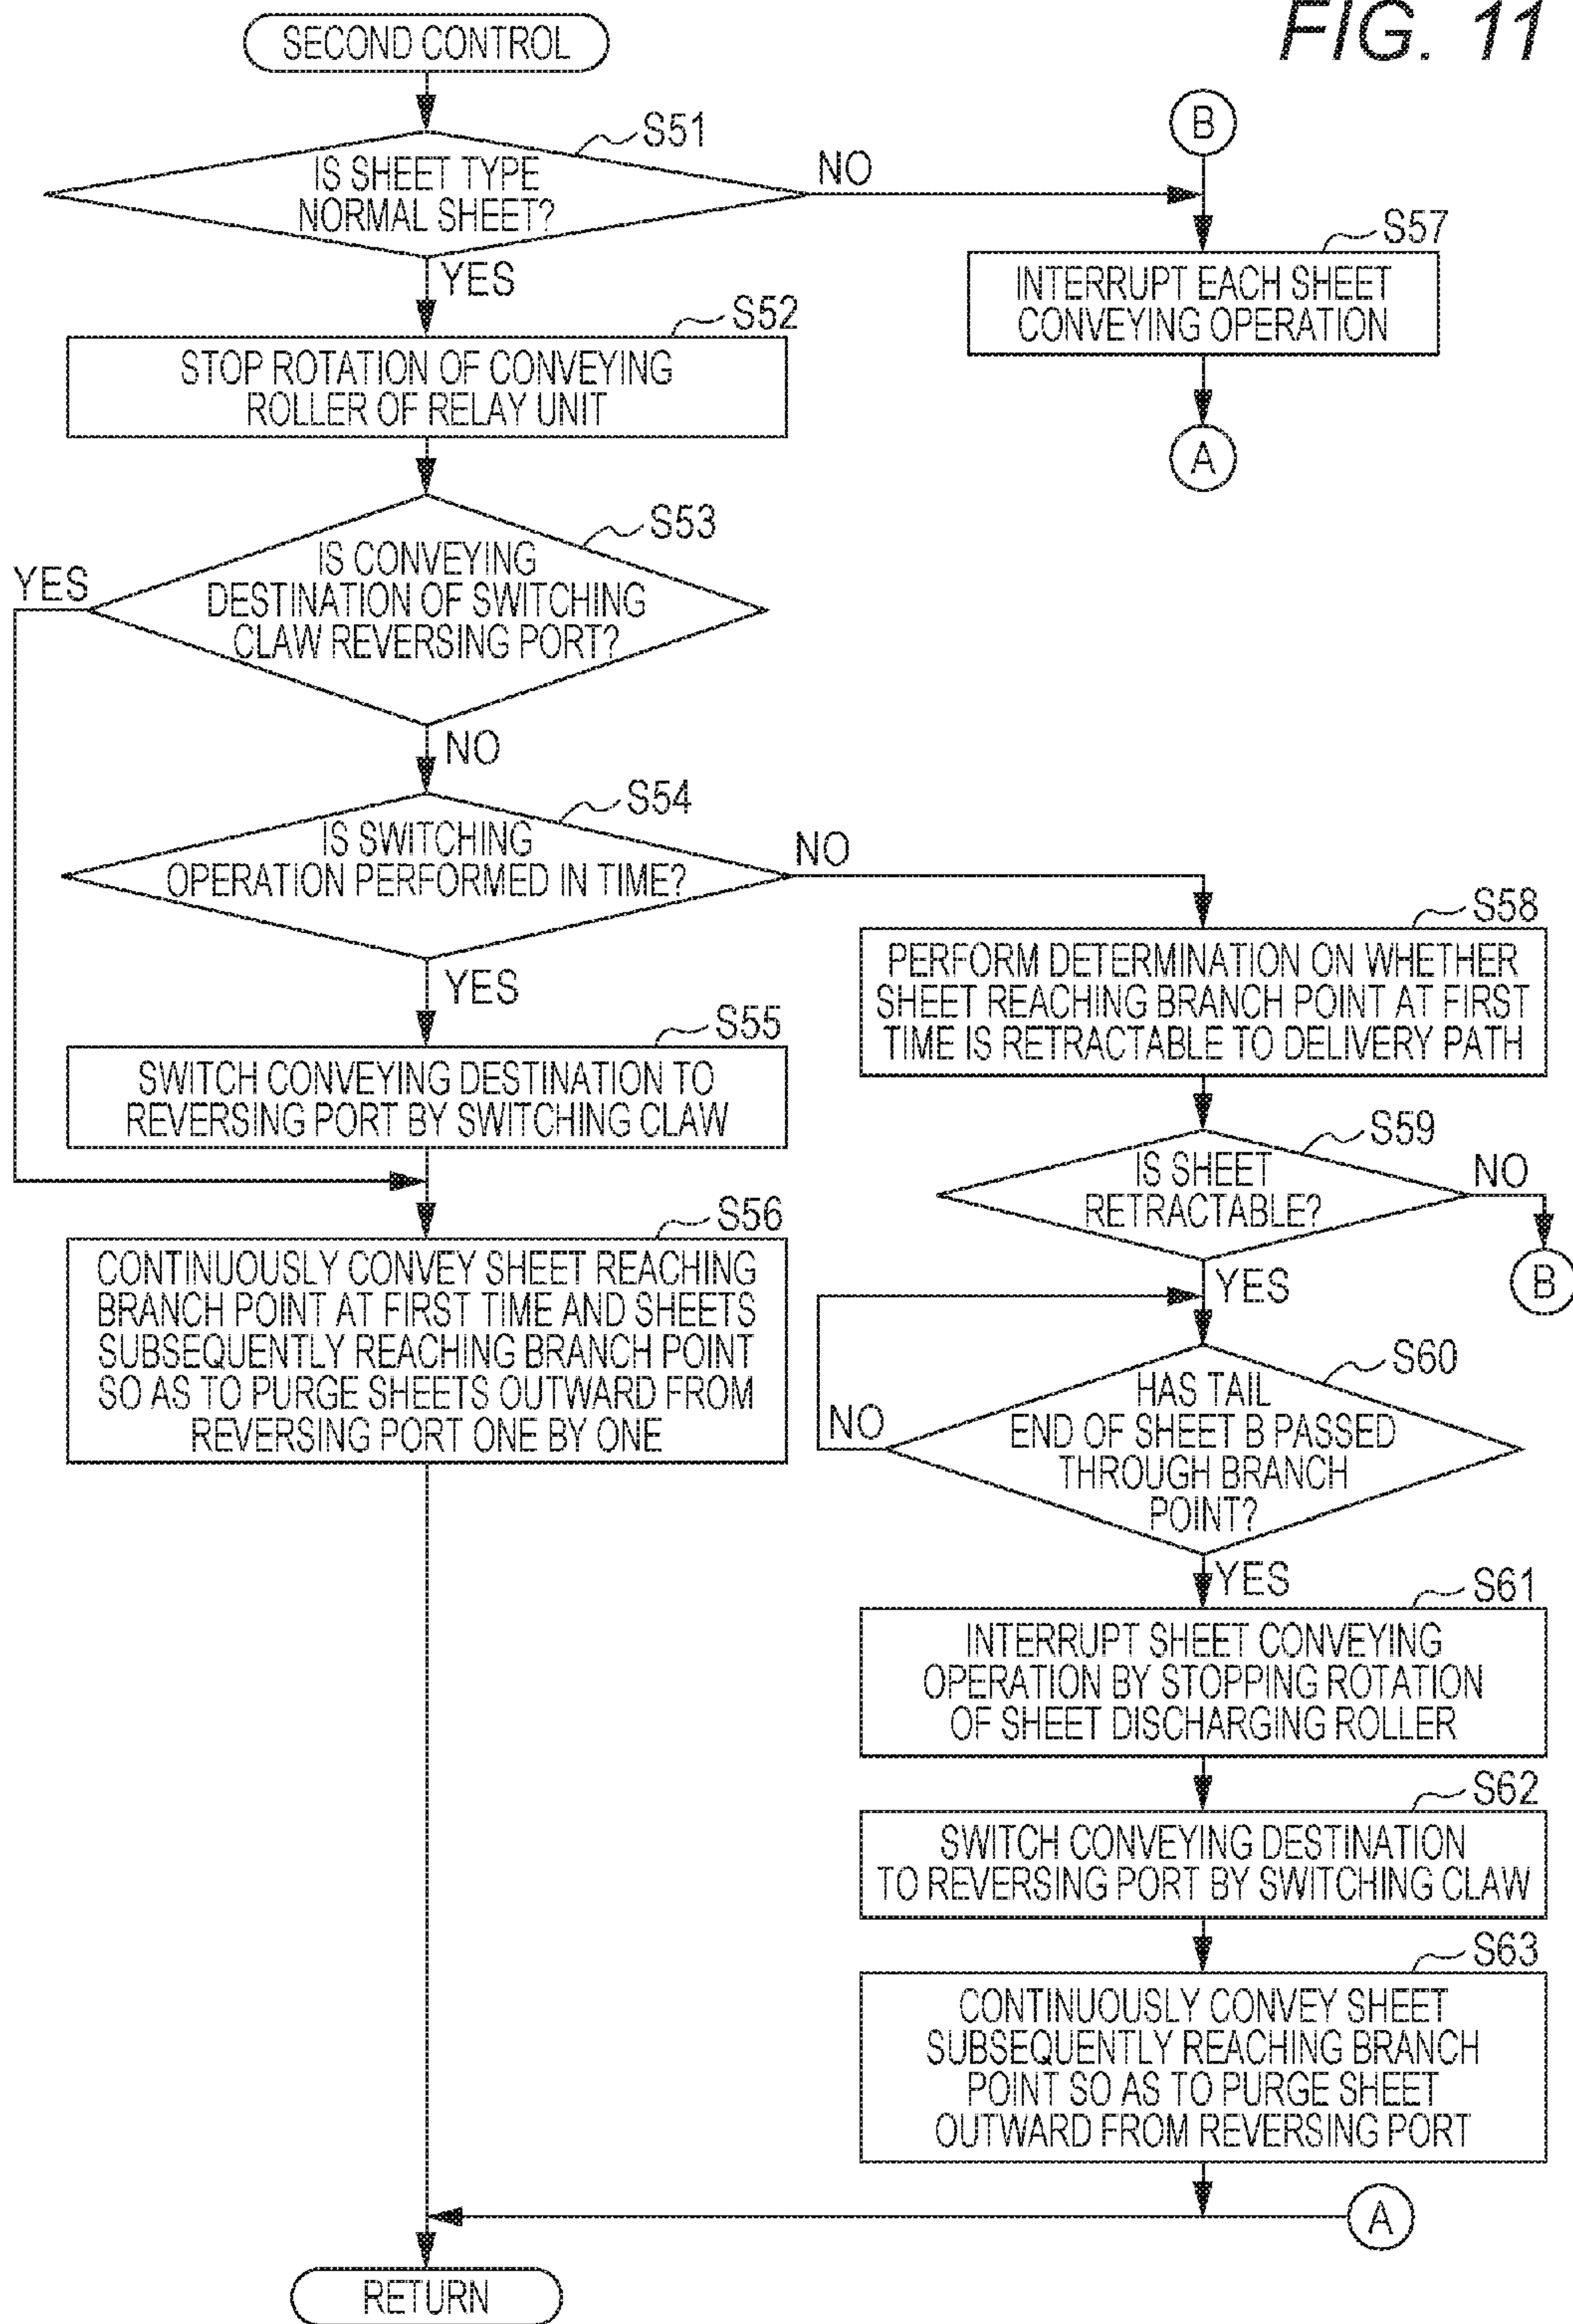 FIG. 11
SECOND CONTROL
S51
IS SHEET TYPE
NORMAL SHEET?
NO
YES
B
S57
INTERRUPT EACH SHEET
CONVEYING OPERATION
A
S52
STOP ROTATION OF CONVEYING
ROLLER OF RELAY UNIT
S53
IS CONVEYING
DESTINATION OF SWITCHING
CLAW REVERSING PORT?
YES
NO
S54
IS SWITCHING
OPERATION PERFORMED IN TIME?
NO
YES
S55
SWITCH CONVEYING DESTINATION TO
REVERSING PORT BY SWITCHING CLAW
S56
CONTINUOUSLY CONVEY SHEET REACHING
BRANCH POINT AT FIRST TIME AND SHEETS
SUBSEQUENTLY REACHING BRANCH POINT
SO AS TO PURGE SHEETS OUTWARD FROM
REVERSING PORT ONE BY ONE
S58
PERFORM DETERMINATION ON WHETHER
SHEET REACHING BRANCH POINT AT FIRST
TIME IS RETRACTABLE TO DELIVERY PATH
S59
IS SHEET
RETRACTABLE?
NO
B
YES
S60
HAS TAIL
END OF SHEET B PASSED
THROUGH BRANCH
POINT?
NO
YES
S61
INTERRUPT SHEET CONVEYING
OPERATION BY STOPPING ROTATION
OF SHEET DISCHARGING ROLLER
S62
SWITCH CONVEYING DESTINATION
TO REVERSING PORT BY SWITCHING CLAW
S63
CONTINUOUSLY CONVEY SHEET
SUBSEQUENTLY REACHING BRANCH
POINT SO AS TO PURGE SHEET
OUTWARD FROM REVERSING PORT
A
RETURN